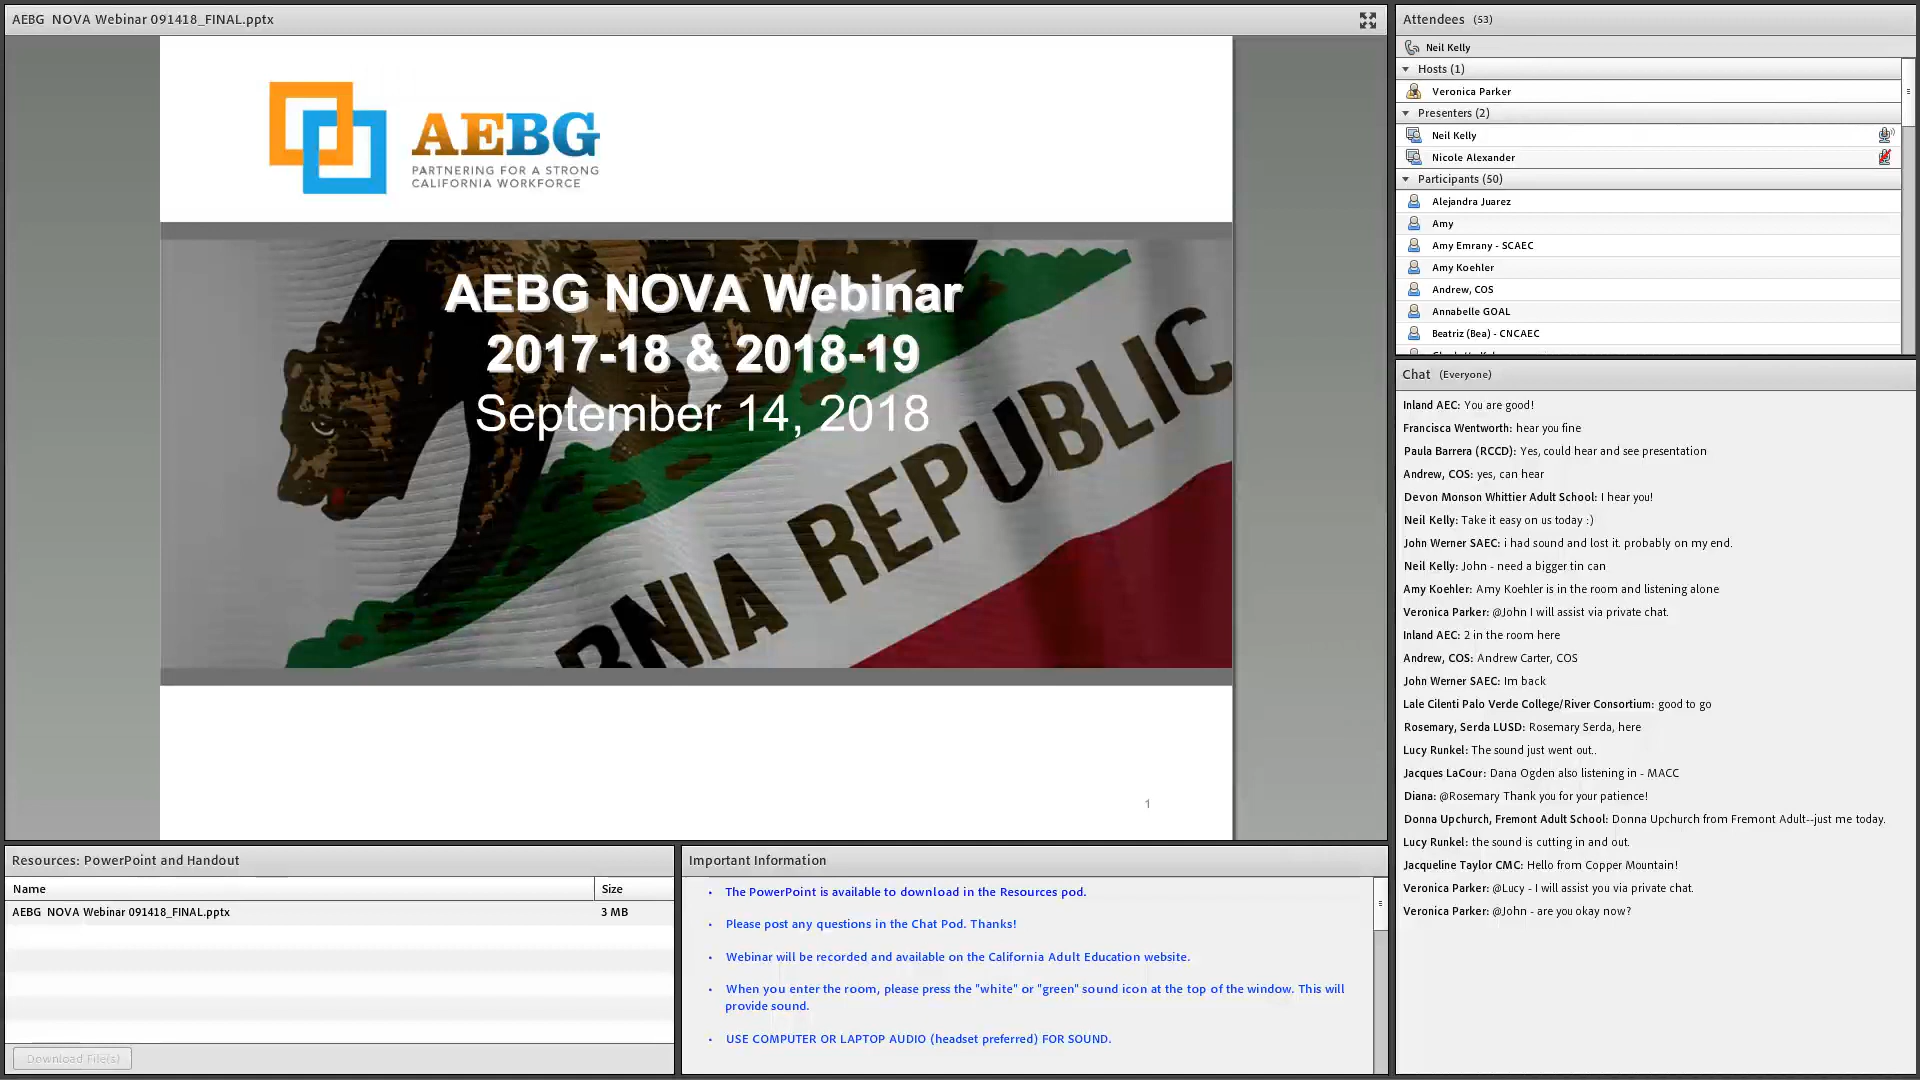 AEBG NOVA Webinar 091418_FINAL.pptx
AEBG
PARTNERING FOR A STRONG
CALIFORNIA WORKFORCE
AEBG NOVA Webinar
2017-18 & 2018-19
September 14, 2018
RNIA REPUBLIC
1
Resources: PowerPoint and Handout
Name Size
AEBG NOVA Webinar 091418_FINAL.pptx 3 MB
Download File(s)
Important Information
• The PowerPoint is available to download in the Resources pod.
• Please post any questions in the Chat Pod. Thanks!
• Webinar will be recorded and available on the California Adult Education website.
• When you enter the room, please press the "white" or "green" sound icon at the top of the window. This will
provide sound.
• USE COMPUTER OR LAPTOP AUDIO (headset preferred) FOR SOUND.
Attendees (53)
Neil Kelly
Hosts (1)
Veronica Parker
Presenters (2)
Neil Kelly
Nicole Alexander
Participants (50)
Alejandra Juarez
Amy
Amy Emrany - SCAEC
Amy Koehler
Andrew, COS
Annabelle GOAL
Beatriz (Bea) - CNCAEC
Chat (Everyone)
Inland AEC: You are good!
Francisca Wentworth: hear you fine
Paula Barrera (RCCD): Yes, could hear and see presentation
Andrew, COS: yes, can hear
Devon Monson Whittier Adult School: I hear you!
Neil Kelly: Take it easy on us today :)
John Werner SAEC: i had sound and lost it. probably on my end.
Neil Kelly: John - need a bigger tin can
Amy Koehler: Amy Koehler is in the room and listening alone
Veronica Parker: @John I will assist via private chat.
Inland AEC: 2 in the room here
Andrew, COS: Andrew Carter, COS
John Werner SAEC: Im back
Lale Cilenti Palo Verde College/River Consortium: good to go
Rosemary, Serda LUSD: Rosemary Serda, here
Lucy Runkel: The sound just went out..
Jacques LaCour: Dana Ogden also listening in - MACC
Diana: @Rosemary Thank you for your patience!
Donna Upchurch, Fremont Adult School: Donna Upchurch from Fremont Adult--just me today.
Lucy Runkel: the sound is cutting in and out.
Jacqueline Taylor CMC: Hello from Copper Mountain!
Veronica Parker: @Lucy - I will assist you via private chat.
Veronica Parker: @John - are you okay now?